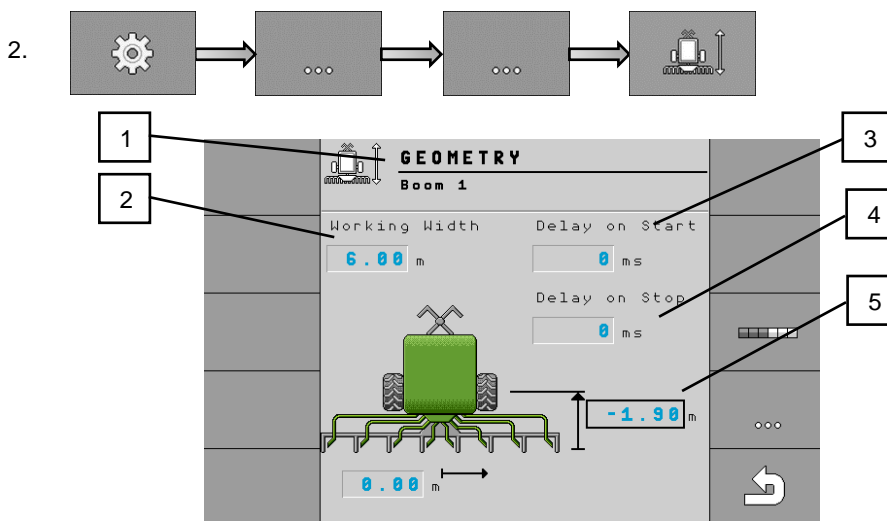 2.
1
GEOMETRY
3
Boom 1
2
Working Width
Delay on Start
4
6.00 m
0 ms
Delay on Stop
5
0 ms
-1.90 m
0.00 m